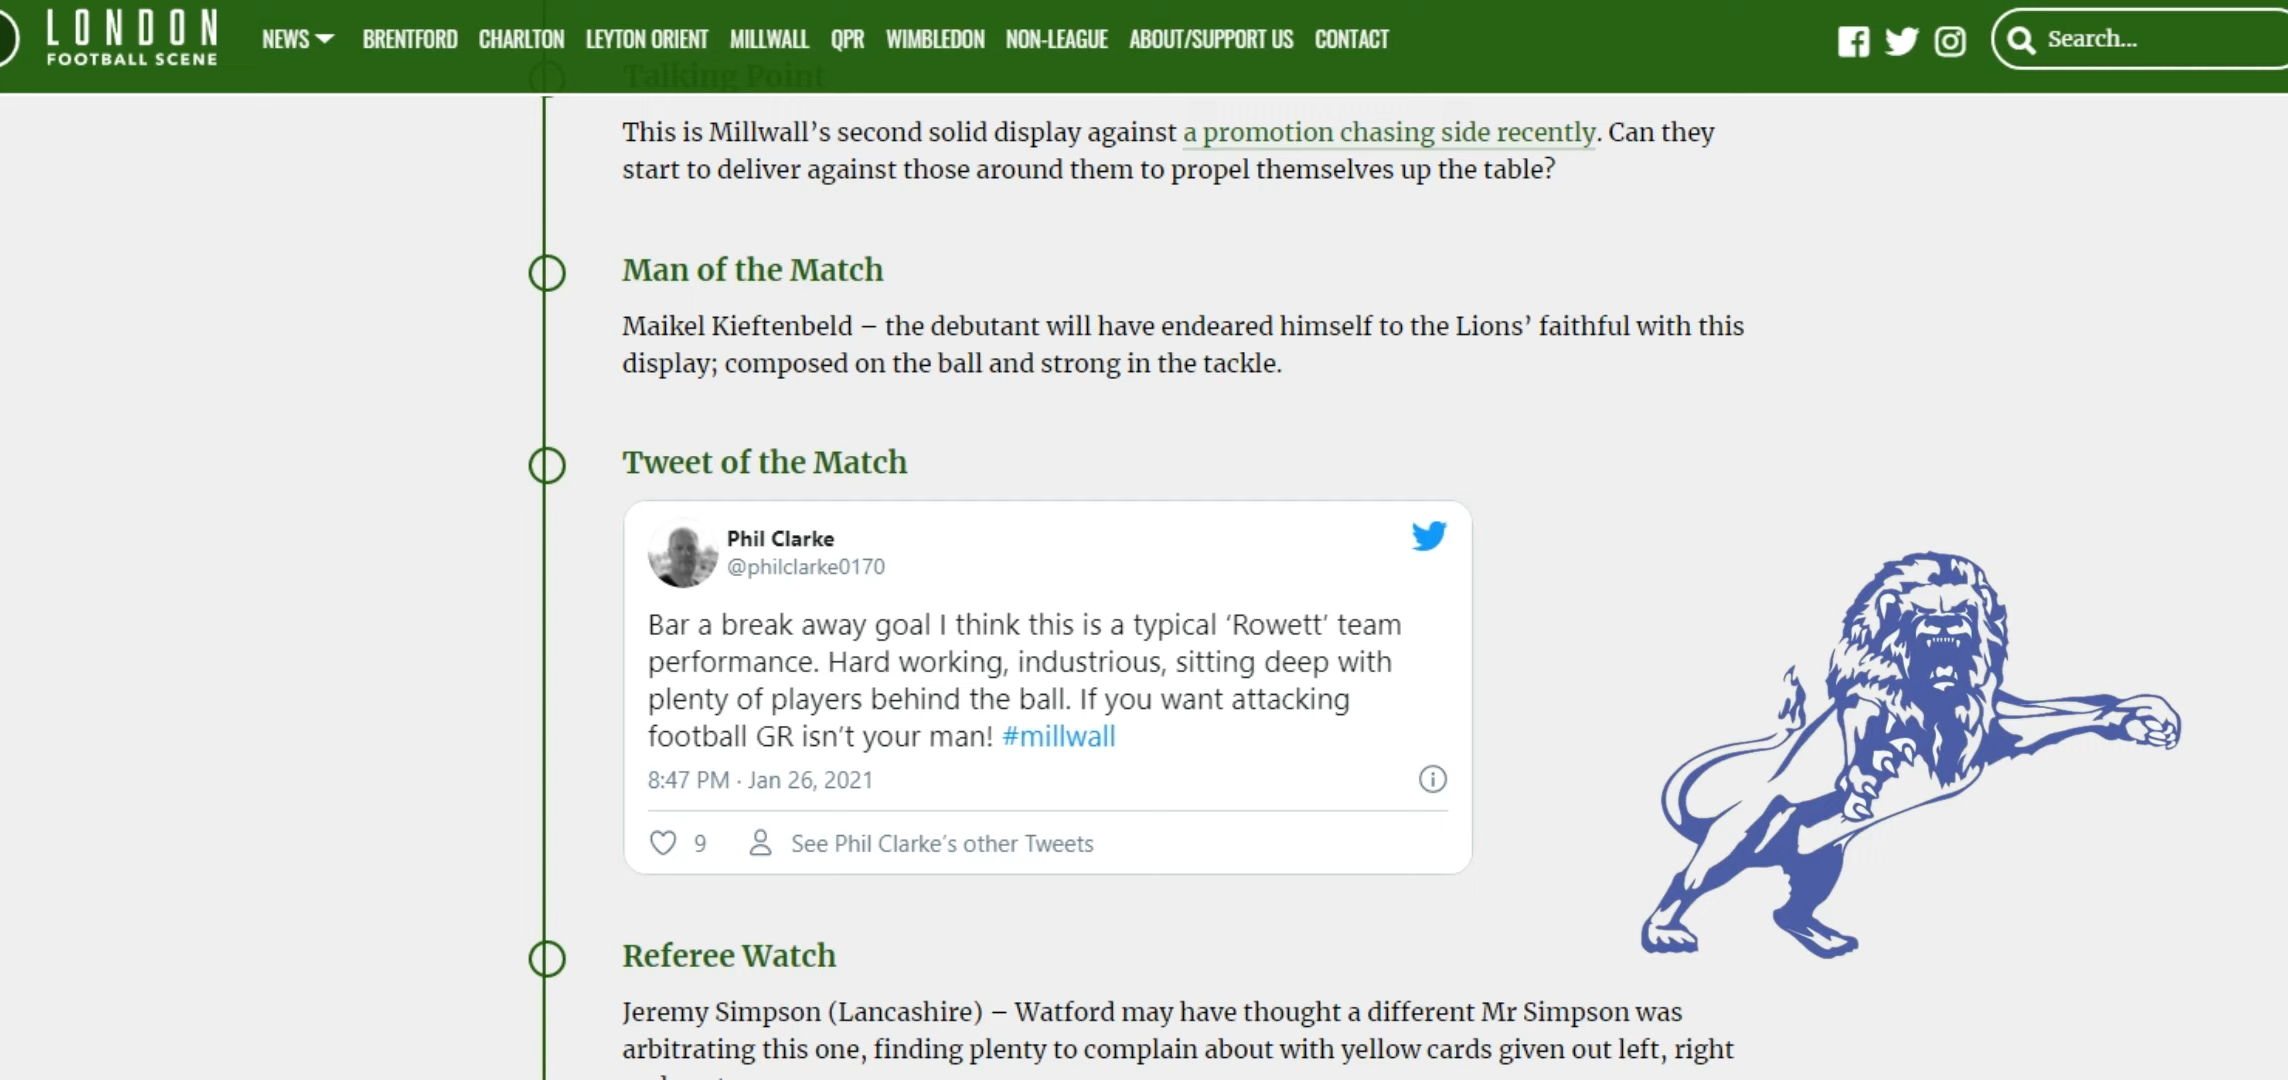 LONDON
FOOTBALL SCENE
NEWS BRENTFORD CHARLTON LEYTON ORIENT MILLWALL QPR WIMBLEDON NON-LEAGUE ABOUT/SUPPORT US CONTACT
Search...
Talking Point
This is Millwall’s second solid display against a promotion chasing side recently. Can they
start to deliver against those around them to propel themselves up the table?
Man of the Match
Maikel Kieftenbeld – the debutant will have endeared himself to the Lions’ faithful with this
display; composed on the ball and strong in the tackle.
Tweet of the Match
Phil Clarke
@philclarke0170
Bar a break away goal I think this is a typical ‘Rowett’ team
performance. Hard working, industrious, sitting deep with
plenty of players behind the ball. If you want attacking
football GR isn’t your man! #millwall
8:47 PM · Jan 26, 2021
9 See Phil Clarke’s other Tweets
Referee Watch
Jeremy Simpson (Lancashire) – Watford may have thought a different Mr Simpson was
arbitrating this one, finding plenty to complain about with yellow cards given out left, right